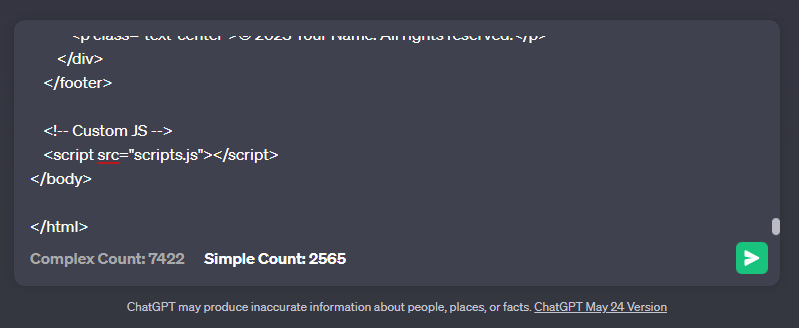 <p class="text-center">© 2023 Your Name. All rights reserved.</p>
</div>
</footer>
<!-- Custom JS -->
<script src="scripts.js"></script>
</body>
</html>
Complex Count: 7422 Simple Count: 2565
ChatGPT may produce inaccurate information about people, places, or facts. ChatGPT May 24 Version